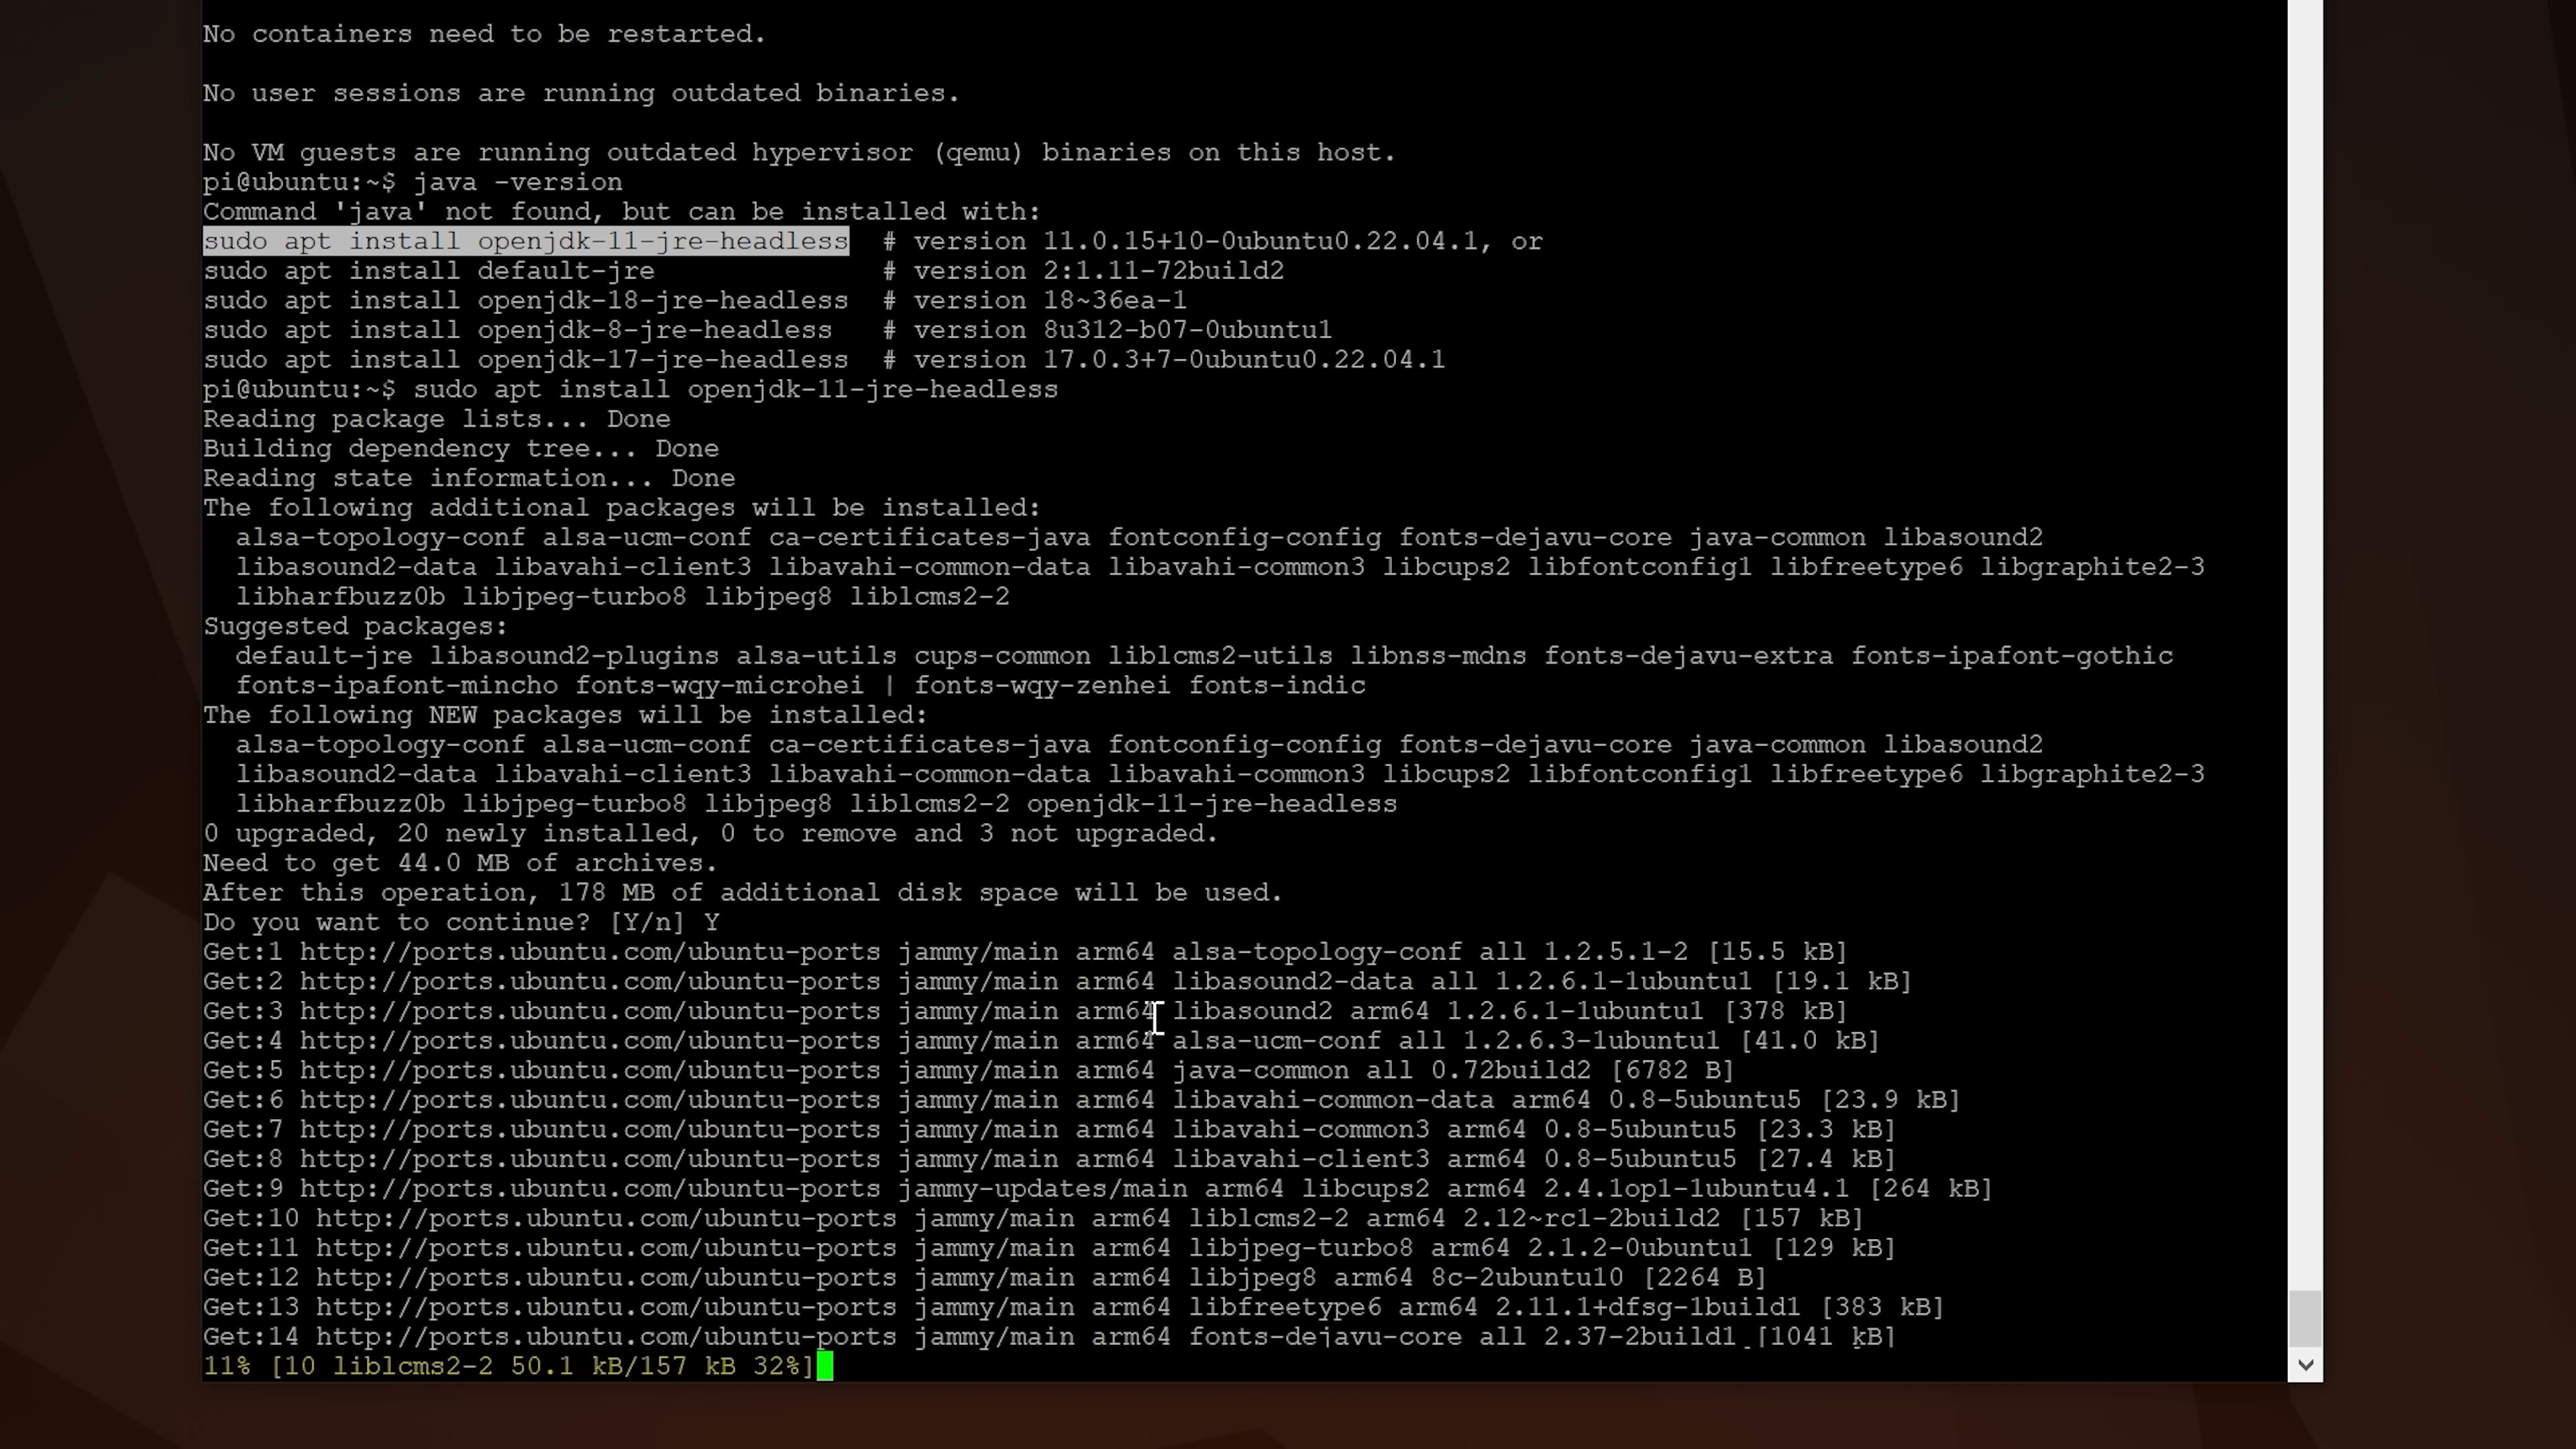 No containers need to be restarted.
No user sessions are running outdated binaries.
No VM guests are running outdated hypervisor (qemu) binaries on this host.
pi@ubuntu:~$ java -version
Command 'java' not found, but can be installed with:
sudo apt install openjdk-11-jre-headless  # version 11.0.15+10-0ubuntu0.22.04.1, or
sudo apt install default-jre              # version 2:1.11-72build2
sudo apt install openjdk-18-jre-headless  # version 18~36ea-1
sudo apt install openjdk-8-jre-headless   # version 8u312-b07-0ubuntu1
sudo apt install openjdk-17-jre-headless  # version 17.0.3+7-0ubuntu0.22.04.1
pi@ubuntu:~$ sudo apt install openjdk-11-jre-headless
Reading package lists... Done
Building dependency tree... Done
Reading state information... Done
The following additional packages will be installed:
  alsa-topology-conf alsa-ucm-conf ca-certificates-java fontconfig-config fonts-dejavu-core java-common libasound2
  libasound2-data libavahi-client3 libavahi-common-data libavahi-common3 libcups2 libfontconfig1 libfreetype6 libgraphite2-3
  libharfbuzz0b libjpeg-turbo8 libjpeg8 liblcms2-2
Suggested packages:
  default-jre libasound2-plugins alsa-utils cups-common liblcms2-utils libnss-mdns fonts-dejavu-extra fonts-ipafont-gothic
  fonts-ipafont-mincho fonts-wqy-microhei | fonts-wqy-zenhei fonts-indic
The following NEW packages will be installed:
  alsa-topology-conf alsa-ucm-conf ca-certificates-java fontconfig-config fonts-dejavu-core java-common libasound2
  libasound2-data libavahi-client3 libavahi-common-data libavahi-common3 libcups2 libfontconfig1 libfreetype6 libgraphite2-3
  libharfbuzz0b libjpeg-turbo8 libjpeg8 liblcms2-2 openjdk-11-jre-headless
0 upgraded, 20 newly installed, 0 to remove and 3 not upgraded.
Need to get 44.0 MB of archives.
After this operation, 178 MB of additional disk space will be used.
Do you want to continue? [Y/n] Y
Get:1 http://ports.ubuntu.com/ubuntu-ports jammy/main arm64 alsa-topology-conf all 1.2.5.1-2 [15.5 kB]
Get:2 http://ports.ubuntu.com/ubuntu-ports jammy/main arm64 libasound2-data all 1.2.6.1-1ubuntu1 [19.1 kB]
Get:3 http://ports.ubuntu.com/ubuntu-ports jammy/main arm64 libasound2 arm64 1.2.6.1-1ubuntu1 [378 kB]
Get:4 http://ports.ubuntu.com/ubuntu-ports jammy/main arm64 alsa-ucm-conf all 1.2.6.3-1ubuntu1 [41.0 kB]
Get:5 http://ports.ubuntu.com/ubuntu-ports jammy/main arm64 java-common all 0.72build2 [6782 B]
Get:6 http://ports.ubuntu.com/ubuntu-ports jammy/main arm64 libavahi-common-data arm64 0.8-5ubuntu5 [23.9 kB]
Get:7 http://ports.ubuntu.com/ubuntu-ports jammy/main arm64 libavahi-common3 arm64 0.8-5ubuntu5 [23.3 kB]
Get:8 http://ports.ubuntu.com/ubuntu-ports jammy/main arm64 libavahi-client3 arm64 0.8-5ubuntu5 [27.4 kB]
Get:9 http://ports.ubuntu.com/ubuntu-ports jammy-updates/main arm64 libcups2 arm64 2.4.1op1-1ubuntu4.1 [264 kB]
Get:10 http://ports.ubuntu.com/ubuntu-ports jammy/main arm64 liblcms2-2 arm64 2.12~rc1-2build2 [157 kB]
Get:11 http://ports.ubuntu.com/ubuntu-ports jammy/main arm64 libjpeg-turbo8 arm64 2.1.2-0ubuntu1 [129 kB]
Get:12 http://ports.ubuntu.com/ubuntu-ports jammy/main arm64 libjpeg8 arm64 8c-2ubuntu10 [2264 B]
Get:13 http://ports.ubuntu.com/ubuntu-ports jammy/main arm64 libfreetype6 arm64 2.11.1+dfsg-1build1 [383 kB]
Get:14 http://ports.ubuntu.com/ubuntu-ports jammy/main arm64 fonts-dejavu-core all 2.37-2build1 [1041 kB]
11% [10 liblcms2-2 50.1 kB/157 kB 32%]